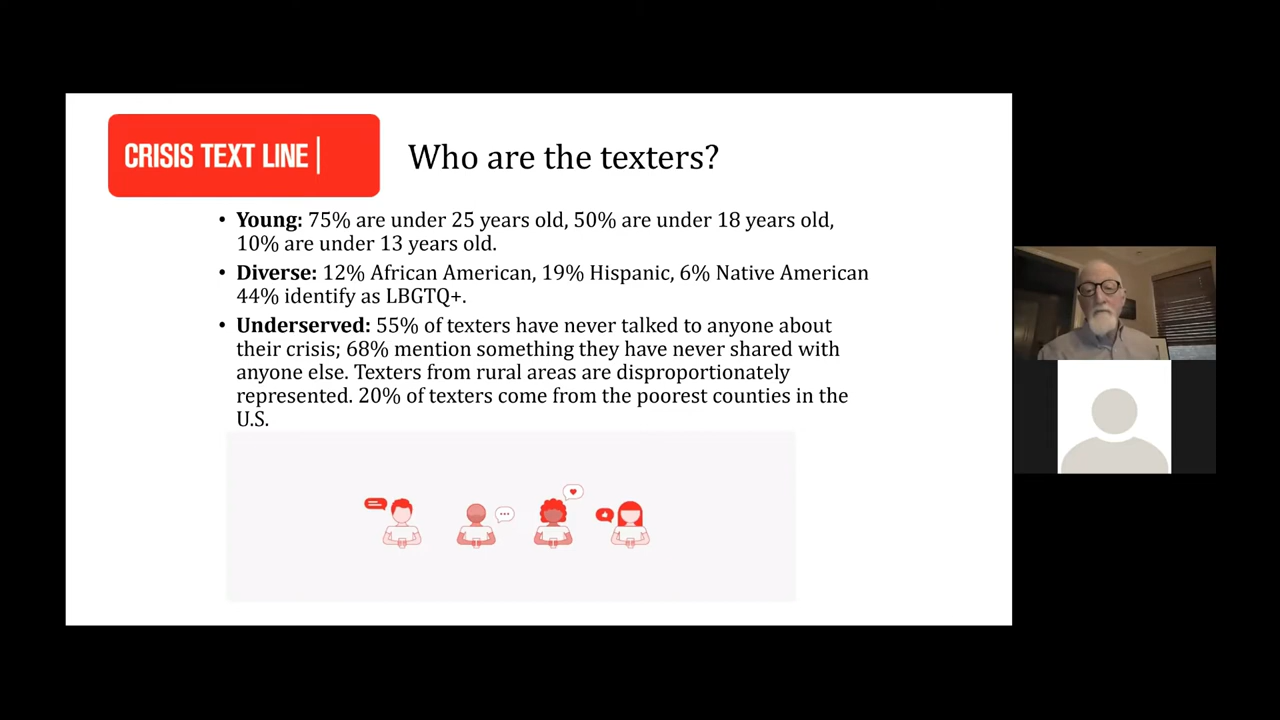 CRISIS TEXT LINE
Who are the texters?
• Young: 75% are under 25 years old, 50% are under 18 years old,
10% are under 13 years old.
• Diverse: 12% African American, 19% Hispanic, 6% Native American
44% identify as LBGTQ+.
• Underserved: 55% of texters have never talked to anyone about
their crisis; 68% mention something they have never shared with
anyone else. Texters from rural areas are disproportionately
represented. 20% of texters come from the poorest counties in the
U.S.